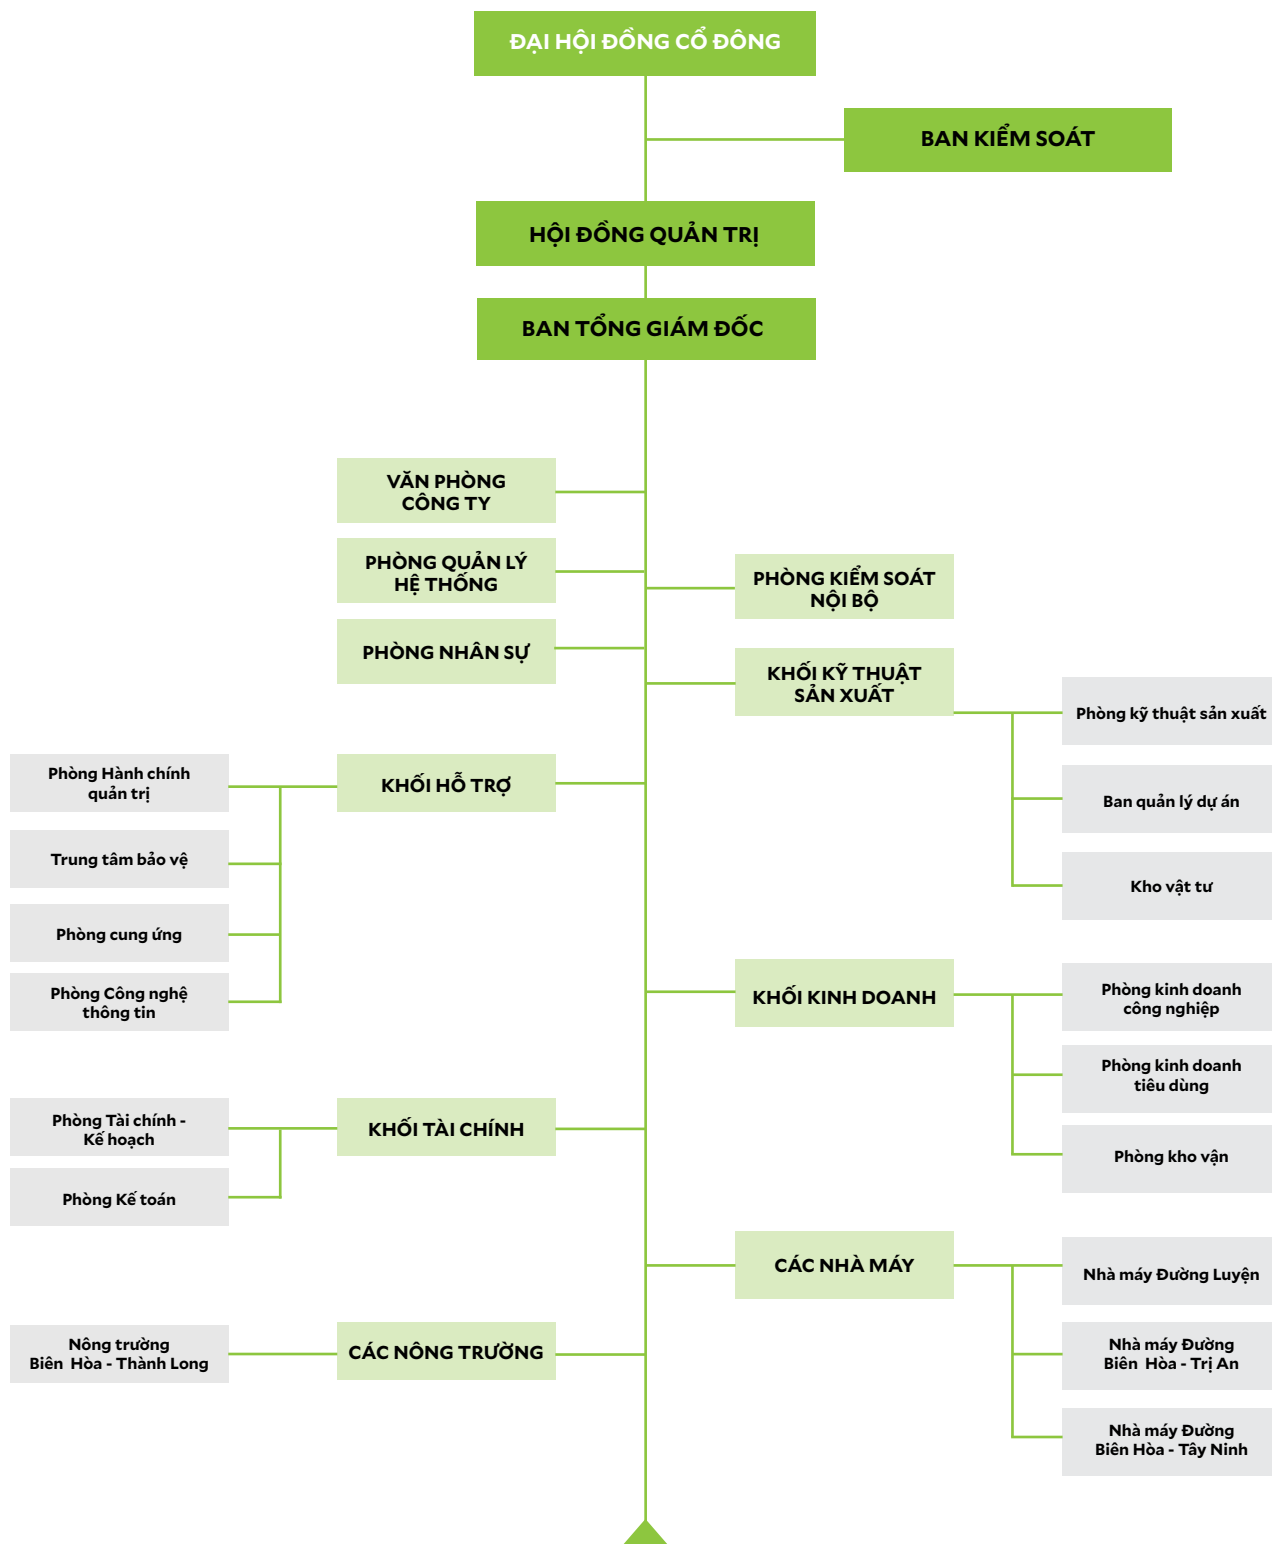 ĐẠI HỘI ĐỒNG CỔ ĐÔNG
BAN KIỂM SOÁT
HỘI ĐỒNG QUẢN TRỊ
BAN TỔNG GIÁM ĐỐC
VĂN PHÒNG
CÔNG TY
PHÒNG QUẢN LÝ
HỆ THỐNG
PHÒNG NHÂN SỰ
PHÒNG KIỂM SOÁT
NỘI BỘ
KHỐI KỸ THUẬT
SẢN XUẤT
Phòng kỹ thuật sản xuất
Ban quản lý dự án
Kho vật tư
KHỐI HỖ TRỢ
Phòng Hành chính
quản trị
Trung tâm bảo vệ
Phòng cung ứng
Phòng Công nghệ
thông tin
KHỐI KINH DOANH
Phòng kinh doanh
công nghiệp
Phòng kinh doanh
tiêu dùng
Phòng kho vận
KHỐI TÀI CHÍNH
Phòng Tài chính -
Kế hoạch
Phòng Kế toán
CÁC NHÀ MÁY
Nhà máy Đường Luyện
Nhà máy Đường
Biên Hòa - Trị An
Nhà máy Đường
Biên Hòa - Tây Ninh
CÁC NÔNG TRƯỜNG
Nông trường
Biên Hòa - Thành Long